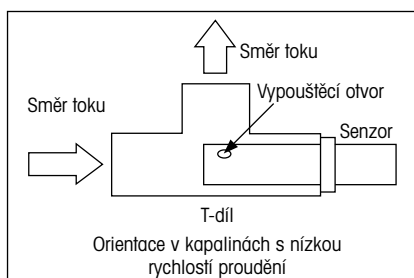 Směr toku
Vypouštěcí otvor
Směr toku
Senzor
T-díl
Orientace v kapalinách s nízkou
rychlostí proudění